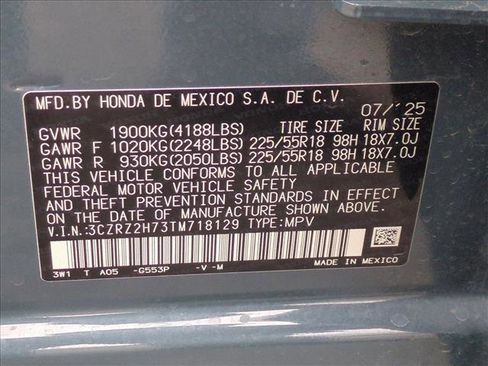 MFD.BY HONDA DE MEXICO S.A. DE C.V.
07/'25
GVWR 1900KG(4188LBS) TIRE SIZE RIM SIZE
GAWR F 1020KG(2248LBS) 225/55R18 98H 18X7.0J
GAWR R 930KG(2050LBS) 225/55R18 98H 18X7.0J
THIS VEHICLE CONFORMS TO ALL APPLICABLE
FEDERAL MOTOR VEHICLE SAFETY
AND THEFT PREVENTION STANDARDS
IN EFFECT ON THE DATE OF MANUFACTURE SHOWN ABOVE.
V.I.N:3CZRZ2H73TM718129 TYPE:MPV
3W1 T A05 -G553P -V -M
MADE IN MEXICO